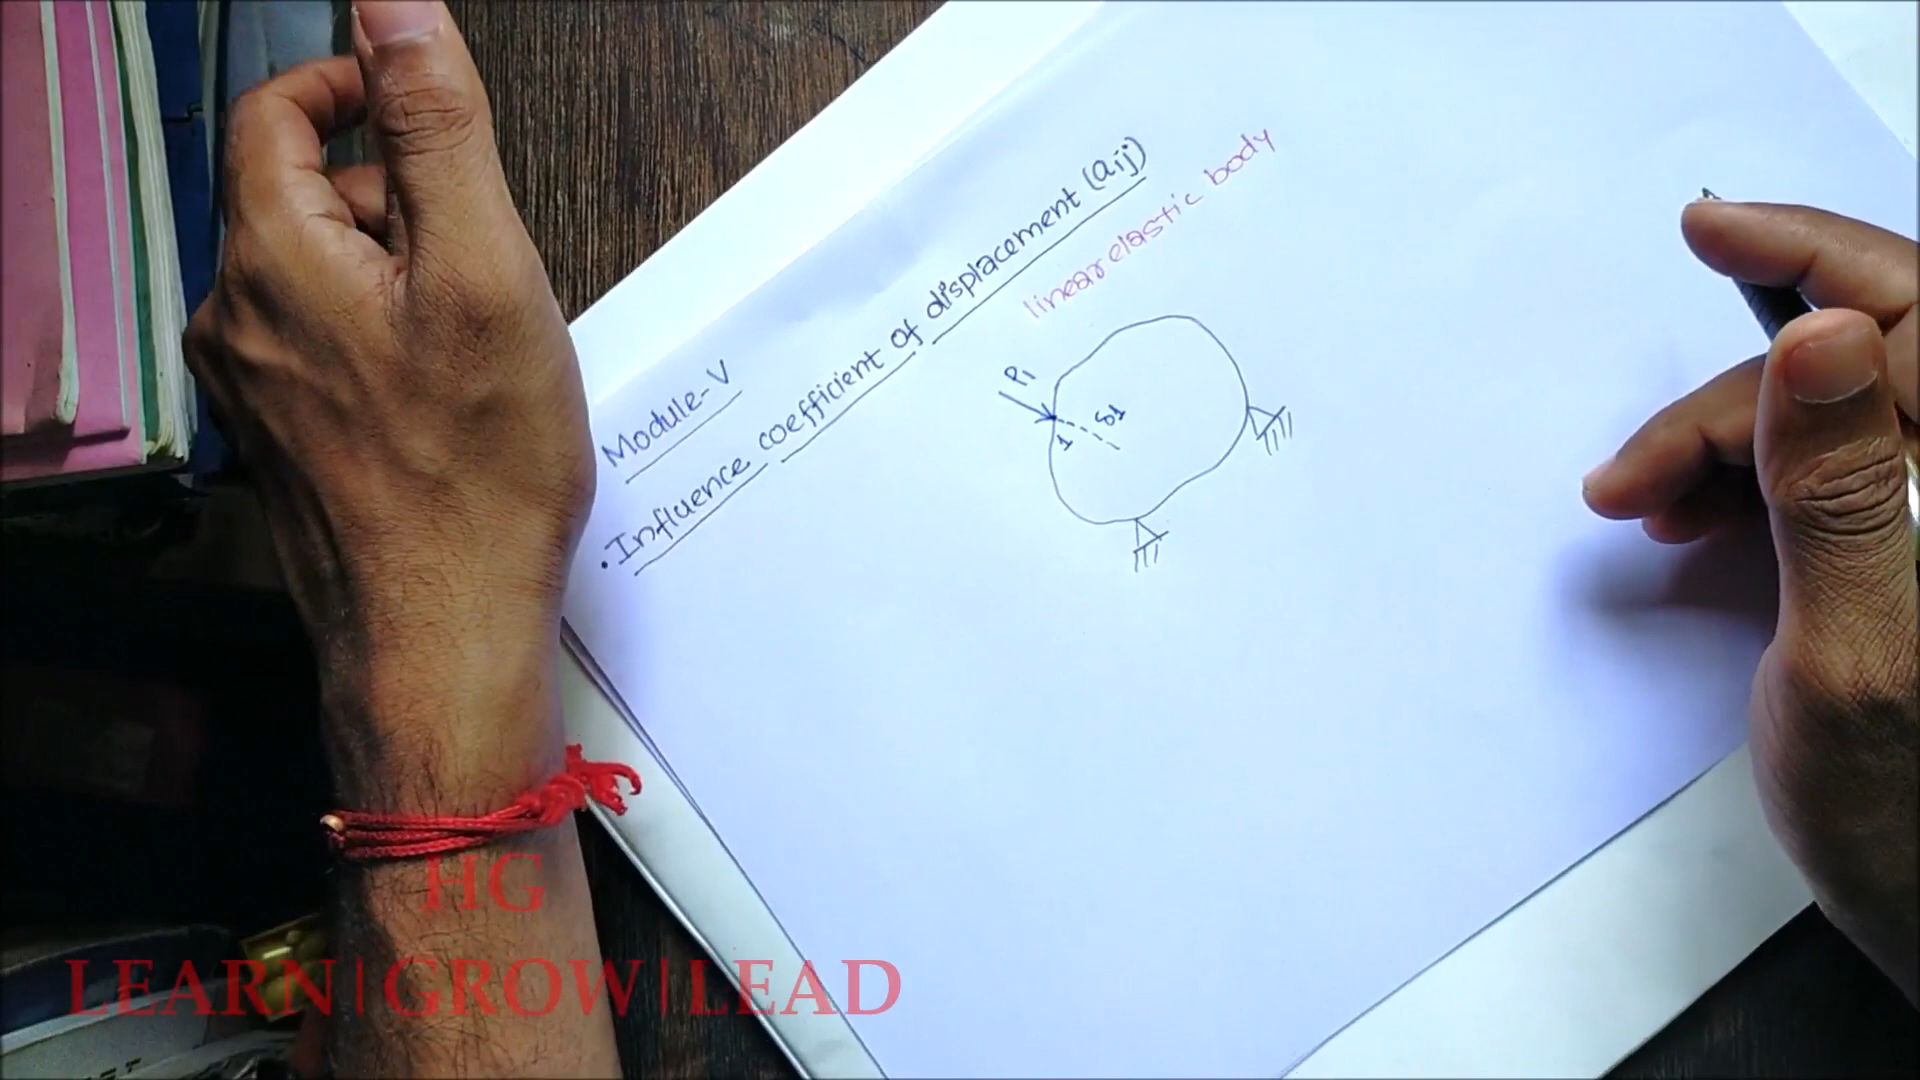 Module-V
• Influence coefficient of displacement (aij)
linear elastic body
P1
1
δ1
HG
LEARN|GROW|LEAD